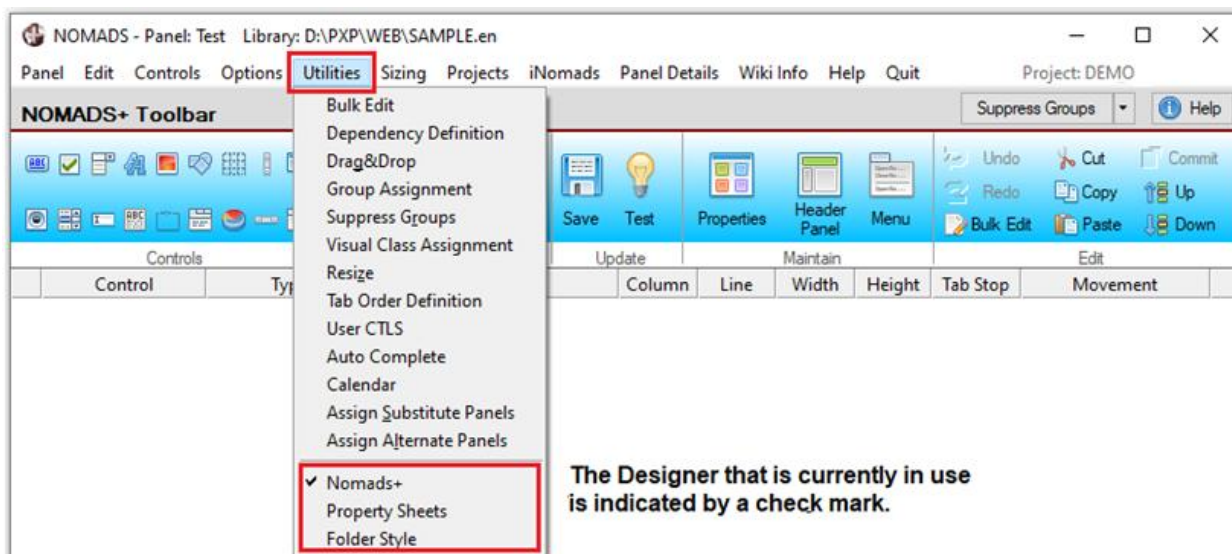 NOMADS - Panel: Test Library: D:\PXP\WEB\SAMPLE.en
Panel Edit Controls Options Utilities Sizing Projects iNomads Panel Details Wiki Info Help Quit Project: DEMO
NOMADS+ Toolbar Suppress Groups Help
Bulk Edit
Dependency Definition
Drag&Drop
Group Assignment
Suppress Groups
Visual Class Assignment
Resize
Tab Order Definition
User CTLS
Auto Complete
Calendar
Assign Substitute Panels
Assign Alternate Panels
Nomads+
Property Sheets
Folder Style
Save Test Properties Header Panel Menu
Undo Cut Commit
Redo Copy Up
Bulk Edit Paste Down
Controls Update Maintain Edit
Control Typ Column Line Width Height Tab Stop Movement
The Designer that is currently in use
is indicated by a check mark.